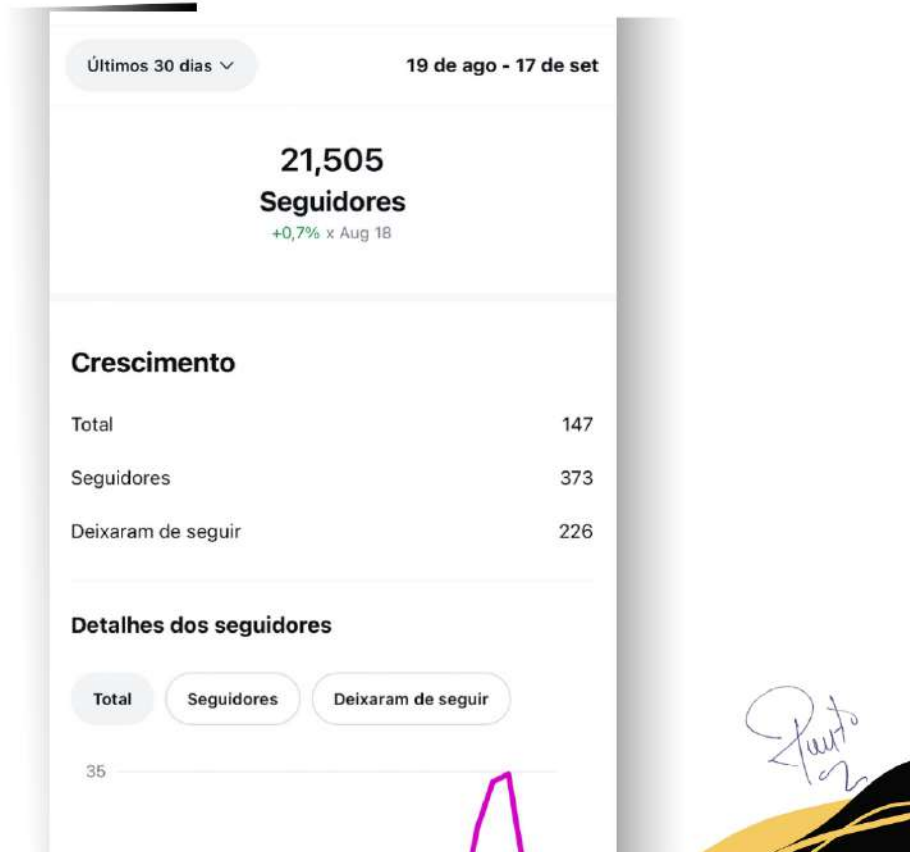 Últimos 30 dias 19 de ago - 17 de set
21,505
Seguidores
+0,7% x Aug 18
Crescimento
Total 147
Seguidores 373
Deixaram de seguir 226
Detalhes dos seguidores
Total Seguidores Deixaram de seguir
35